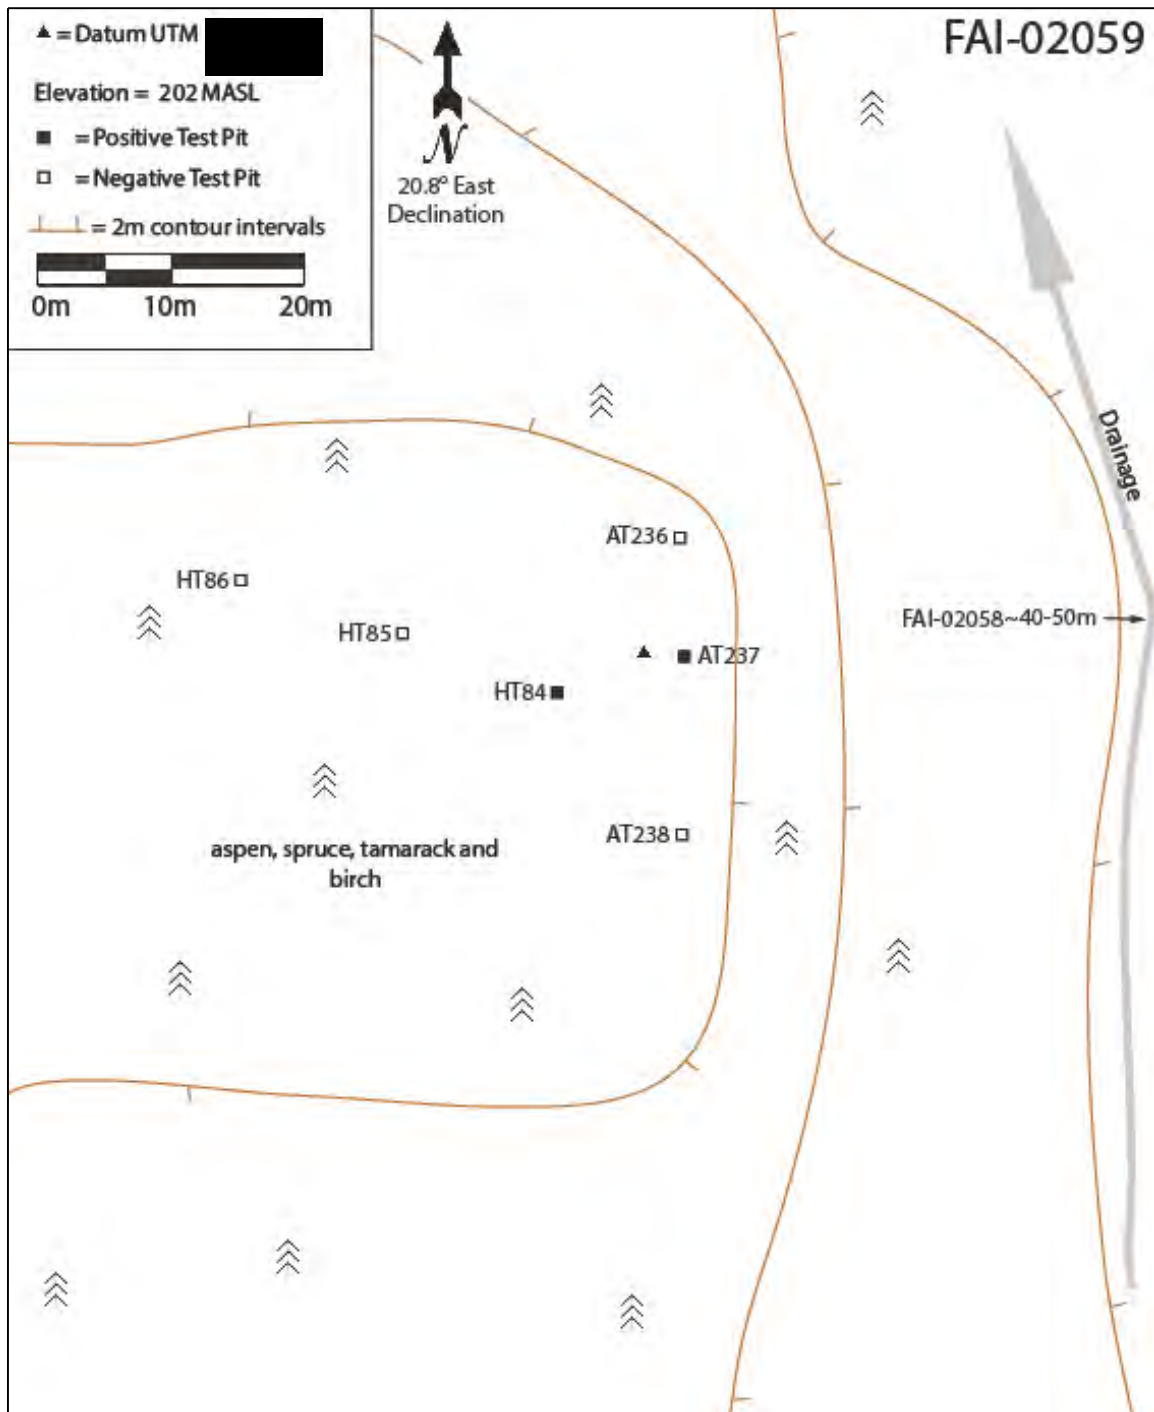 FAI-02059
= Datum UTM
Elevation = 202 MASL
= Positive Test Pit
= Negative Test Pit
= 2m contour intervals
0m 10m 20m
N
20.8° East
Declination
Drainage
AT236
HT86
HT85
FAI-02058~40-50m
AT237
HT84
AT238
aspen, spruce, tamarack and
birch